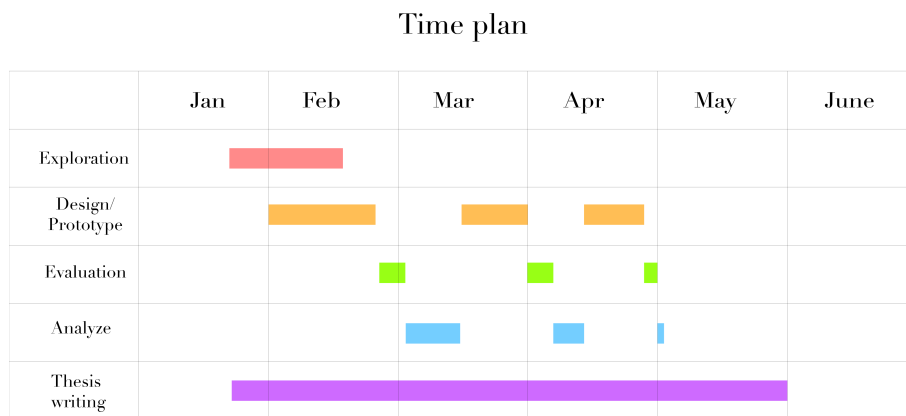 Time plan
Jan Feb Mar Apr May June
Exploration
Design/
Prototype
Evaluation
Analyze
Thesis
writing